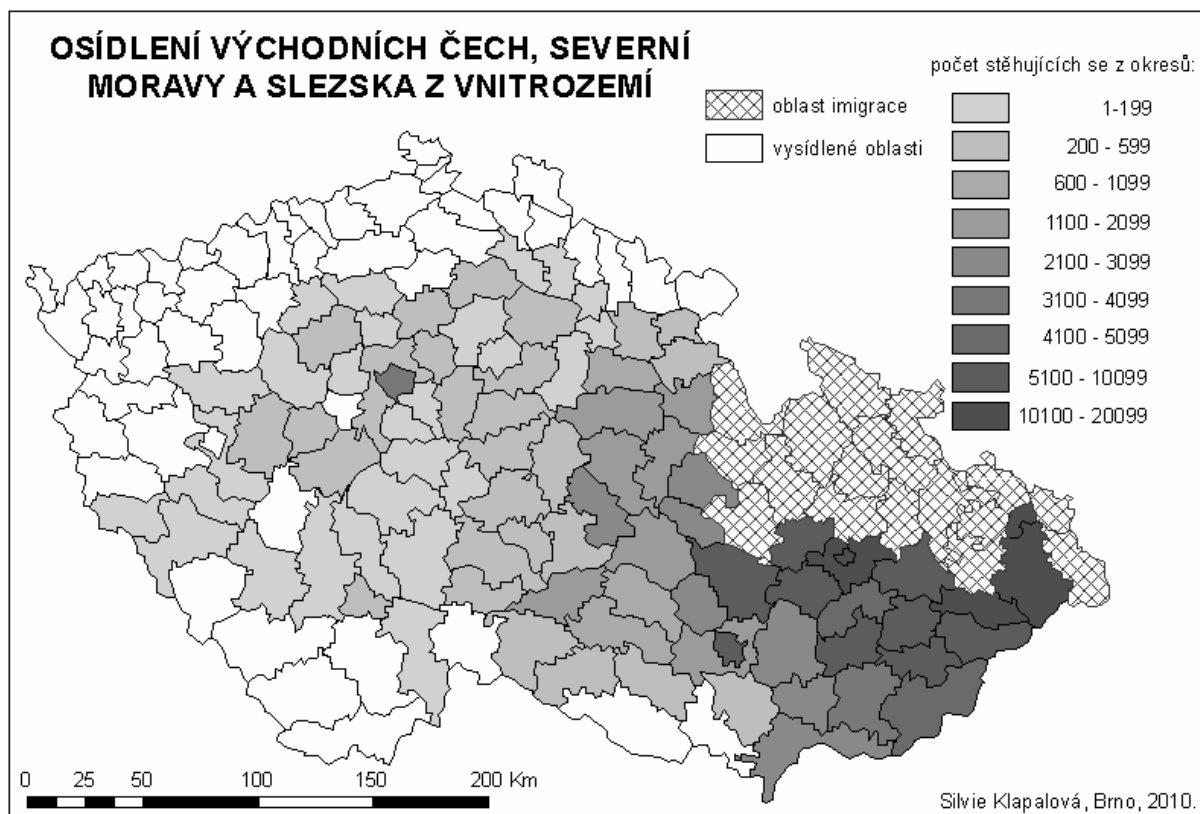 OSÍDLENÍ VÝCHODNÍCH ČECH, SEVERNÍ
MORAVY A SLEZSKA Z VNITROZEMÍ
oblast imigrace
vysídlené oblasti
počet stěhujících se z okresů:
1-199
200 - 599
600 - 1099
1100 - 2099
2100 - 3099
3100 - 4099
4100 - 5099
5100 - 10099
10100 - 20099
0 25 50 100 150 200 Km
Silvie Klapalová, Brno, 2010.